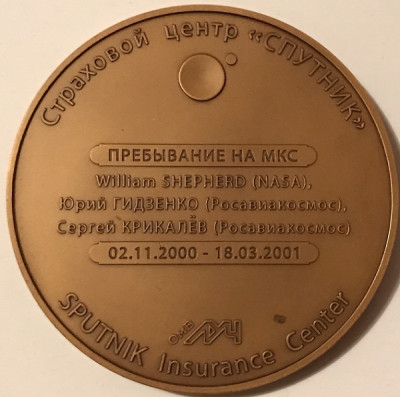 Страховой центр «СПУТНИК»
ПРЕБЫВАНИЕ НА МКС
William SHEPHERD (NASA),
Юрий ГИДЗЕНКО (Росавиакосмос),
Сергей КРИКАЛЁВ (Росавиакосмос)
02.11.2000 - 18.03.2001
SPUTNIK Insurance Center